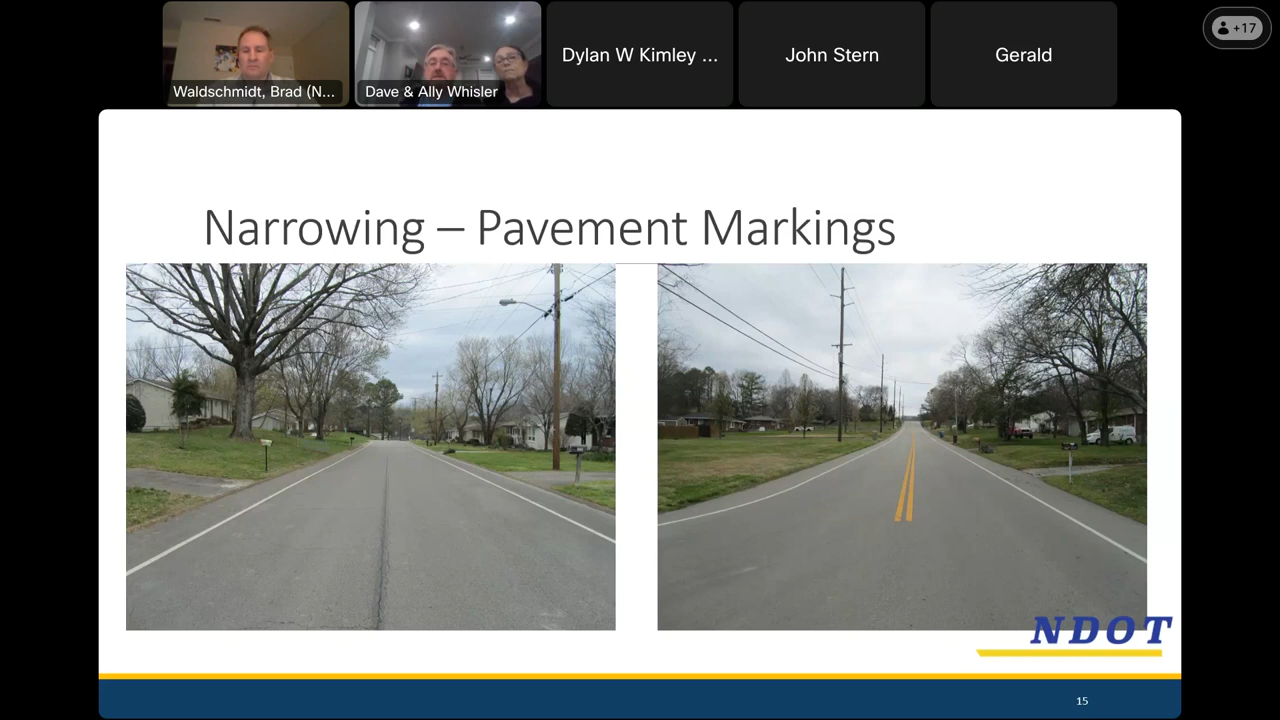 Waldschmidt, Brad (N...
Dave & Ally Whisler
Dylan W Kimley ...
John Stern
Gerald
+17
Narrowing – Pavement Markings
NDOT
15